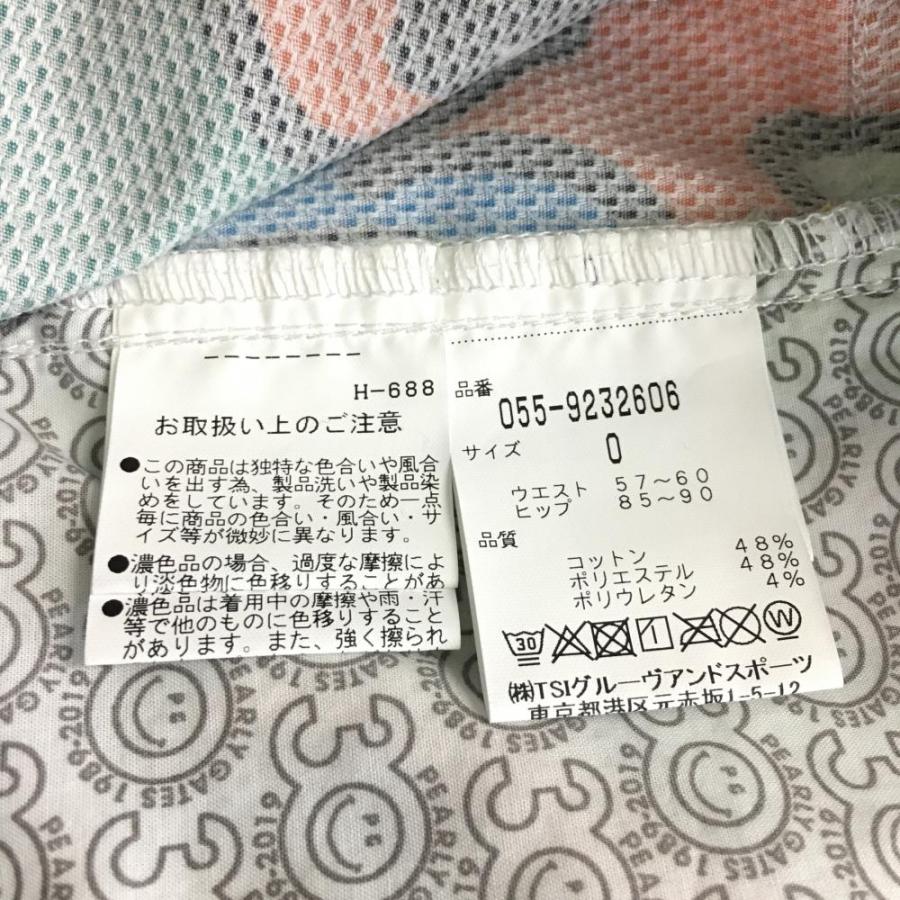 H-688
お取扱い上のご注意
●この商品は独特な色合いや風合
いを出す為、製品洗いや製品染
めをしています。そのため一点
毎に商品の色合い・風合い・サ
イズ等が微妙に異なります。
●濃色品の場合、過度な摩擦によ
り淡色物に色移りすることがあ
●濃色品は着用中の摩擦や雨・汗
等で他のものに色移りすること
があります。また、強く擦られ
品番
055-9232606
サイズ
0
ウエスト 57～60
ヒップ 85～90
品質
コットン 48%
ポリエステル 48%
ポリウレタン 4%
30
W
㈱TSIグルーヴアンドスポーツ
東京都港区元赤坂1-5-12
PEARLY GATES 1989-2019
PG